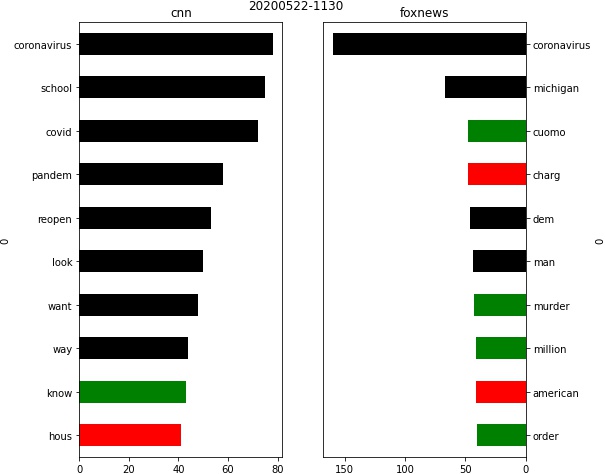 20200522-1130
cnn
foxnews
coronavirus
school
covid
pandem
reopen
look
want
way
know
hous
0
0 20 40 60 80
coronavirus
michigan
cuomo
charg
dem
man
murder
million
american
order
0
150 100 50 0